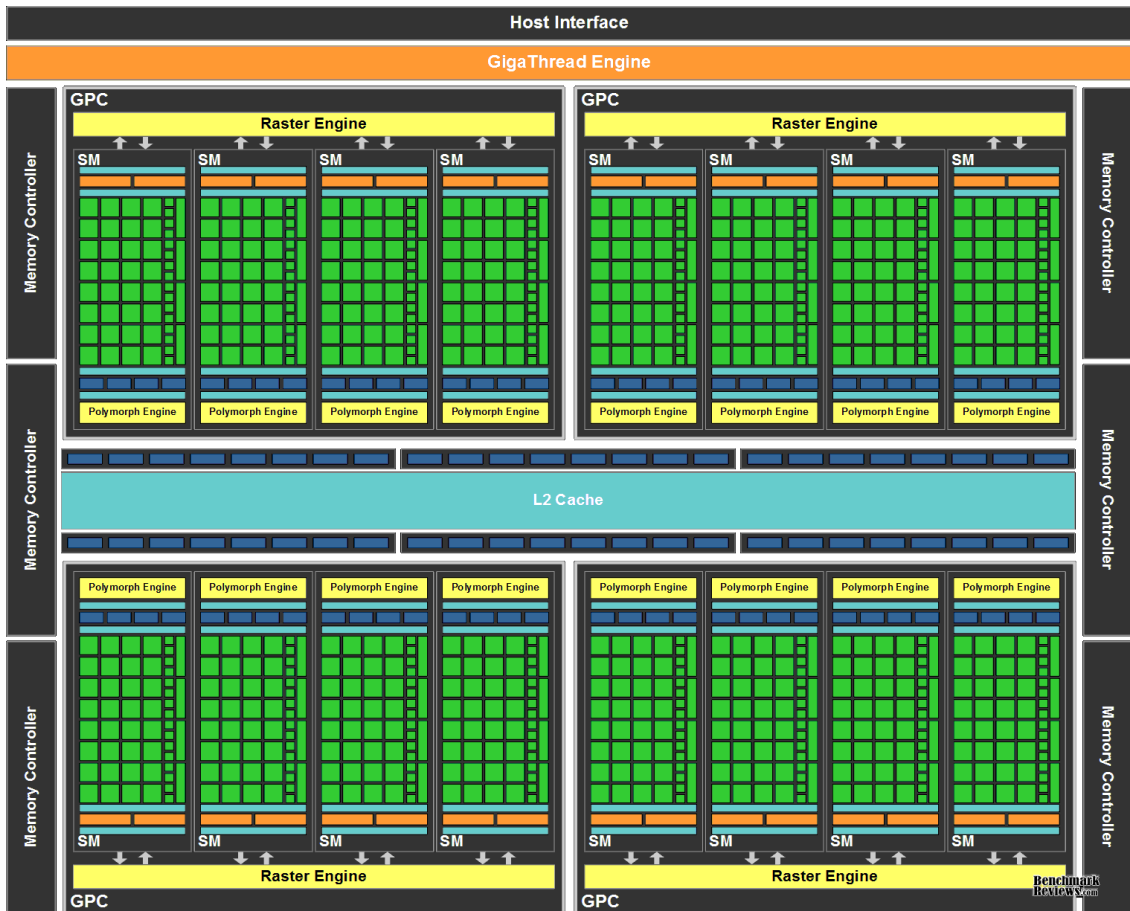 Host Interface
GigaThread Engine
GPC
GPC
Raster Engine
Raster Engine
SM
SM
SM
SM
SM
SM
SM
SM
Memory Controller
Memory Controller
Polymorph Engine
Polymorph Engine
Polymorph Engine
Polymorph Engine
Polymorph Engine
Polymorph Engine
Polymorph Engine
Polymorph Engine
L2 Cache
Memory Controller
Memory Controller
Polymorph Engine
Polymorph Engine
Polymorph Engine
Polymorph Engine
Polymorph Engine
Polymorph Engine
Polymorph Engine
Polymorph Engine
Memory Controller
Memory Controller
SM
SM
SM
SM
SM
SM
SM
SM
Raster Engine
Raster Engine
GPC
GPC
Benchmark
Reviews.com